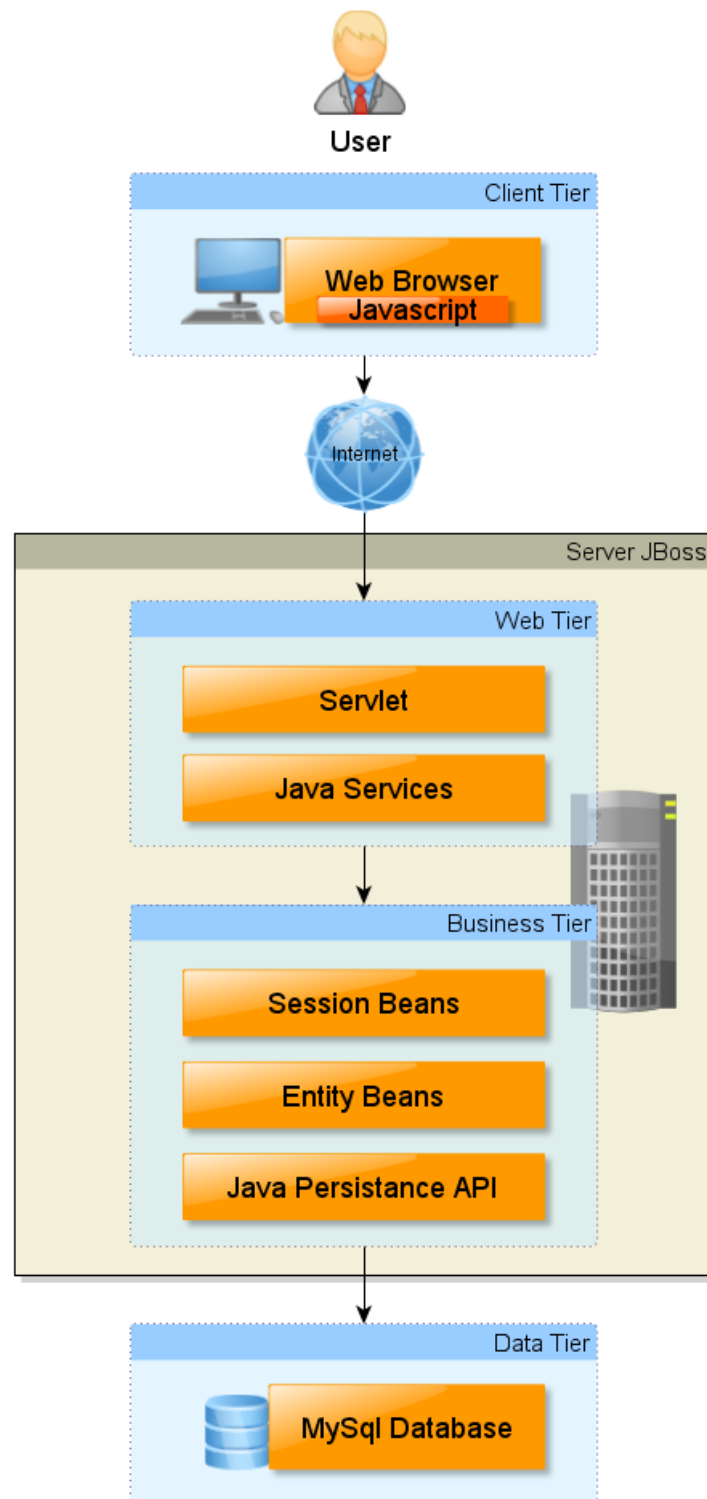 User
Client Tier
Web Browser
Javascript
Internet
Server JBoss
Web Tier
Servlet
Java Services
Business Tier
Session Beans
Entity Beans
Java Persistance API
Data Tier
MySql Database